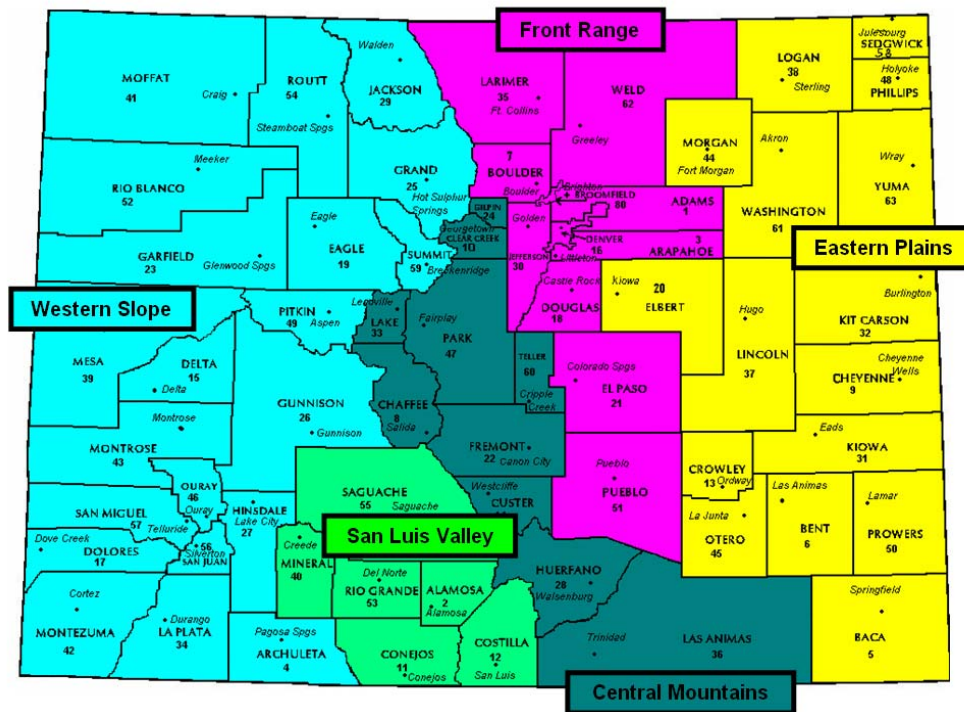 Front Range
Julesburg
SEDGWICK
58
Holyoke
48
PHILLIPS
LOGAN
38
Sterling
Walden
JACKSON
29
LARIMER
35
Ft. Collins
WELD
62
Greeley
MOFFAT
41
Craig
ROUTT
54
Steamboat Spgs
MORGAN
44
Fort Morgan
Akron
WASHINGTON
61
Wray
YUMA
63
Meeker
RIO BLANCO
52
GRAND
25
Hot Sulphur
Springs
7
BOULDER
Boulder
Brighton
BROOMFIELD
80
ADAMS
1
GILPIN
24
Georgetown
CLEAR CREEK
10
Golden
JEFFERSON
30
DENVER
16
3
ARAPAHOE
Littleton
Eastern Plains
Eagle
EAGLE
19
SUMMIT
59
Breckenridge
GARFIELD
23
Glenwood Spgs
Castle Rock
DOUGLAS
18
Kiowa
20
ELBERT
Hugo
LINCOLN
37
Burlington
KIT CARSON
32
Western Slope
PITKIN
49
Aspen
Leadville
LAKE
33
Fairplay
PARK
47
TELLER
60
Cripple
Creek
Colorado Spgs
EL PASO
21
Cheyenne
Wells
CHEYENNE
9
MESA
39
DELTA
15
Delta
GUNNISON
26
Gunnison
CHAFFEE
8
Salida
FREMONT
22
Canon City
Montrose
MONTROSE
43
Eads
KIOWA
31
CROWLEY
13
Ordway
Pueblo
PUEBLO
51
Westcliffe
CUSTER
OURAY
46
Ouray
SAN MIGUEL
57
Telluride
HINSDALE
Lake City
27
SAGUACHE
55
Saguache
San Luis Valley
La Junta
OTERO
45
Las Animas
BENT
6
Lamar
PROWERS
50
Dove Creek
DOLORES
17
56
Silverton
SAN JUAN
Creede
MINERAL
40
Del Norte
RIO GRANDE
53
ALAMOSA
2
Alamosa
HUERFANO
28
Walsenburg
Cortez
MONTEZUMA
42
Durango
LA PLATA
34
Pagosa Spgs
ARCHULETA
4
CONEJOS
11
Conejos
COSTILLA
12
San Luis
Trinidad
LAS ANIMAS
36
Springfield
BACA
5
Central Mountains